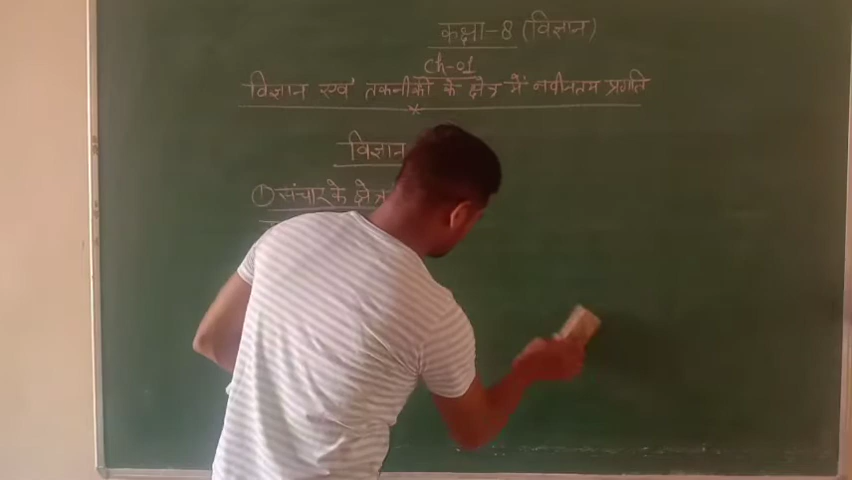 कक्षा-8 (विज्ञान)
Ch-01
विज्ञान एवं तकनीकी के क्षेत्र में नवीनतम प्रगति
विज्ञान
① संचार के क्षेत्र